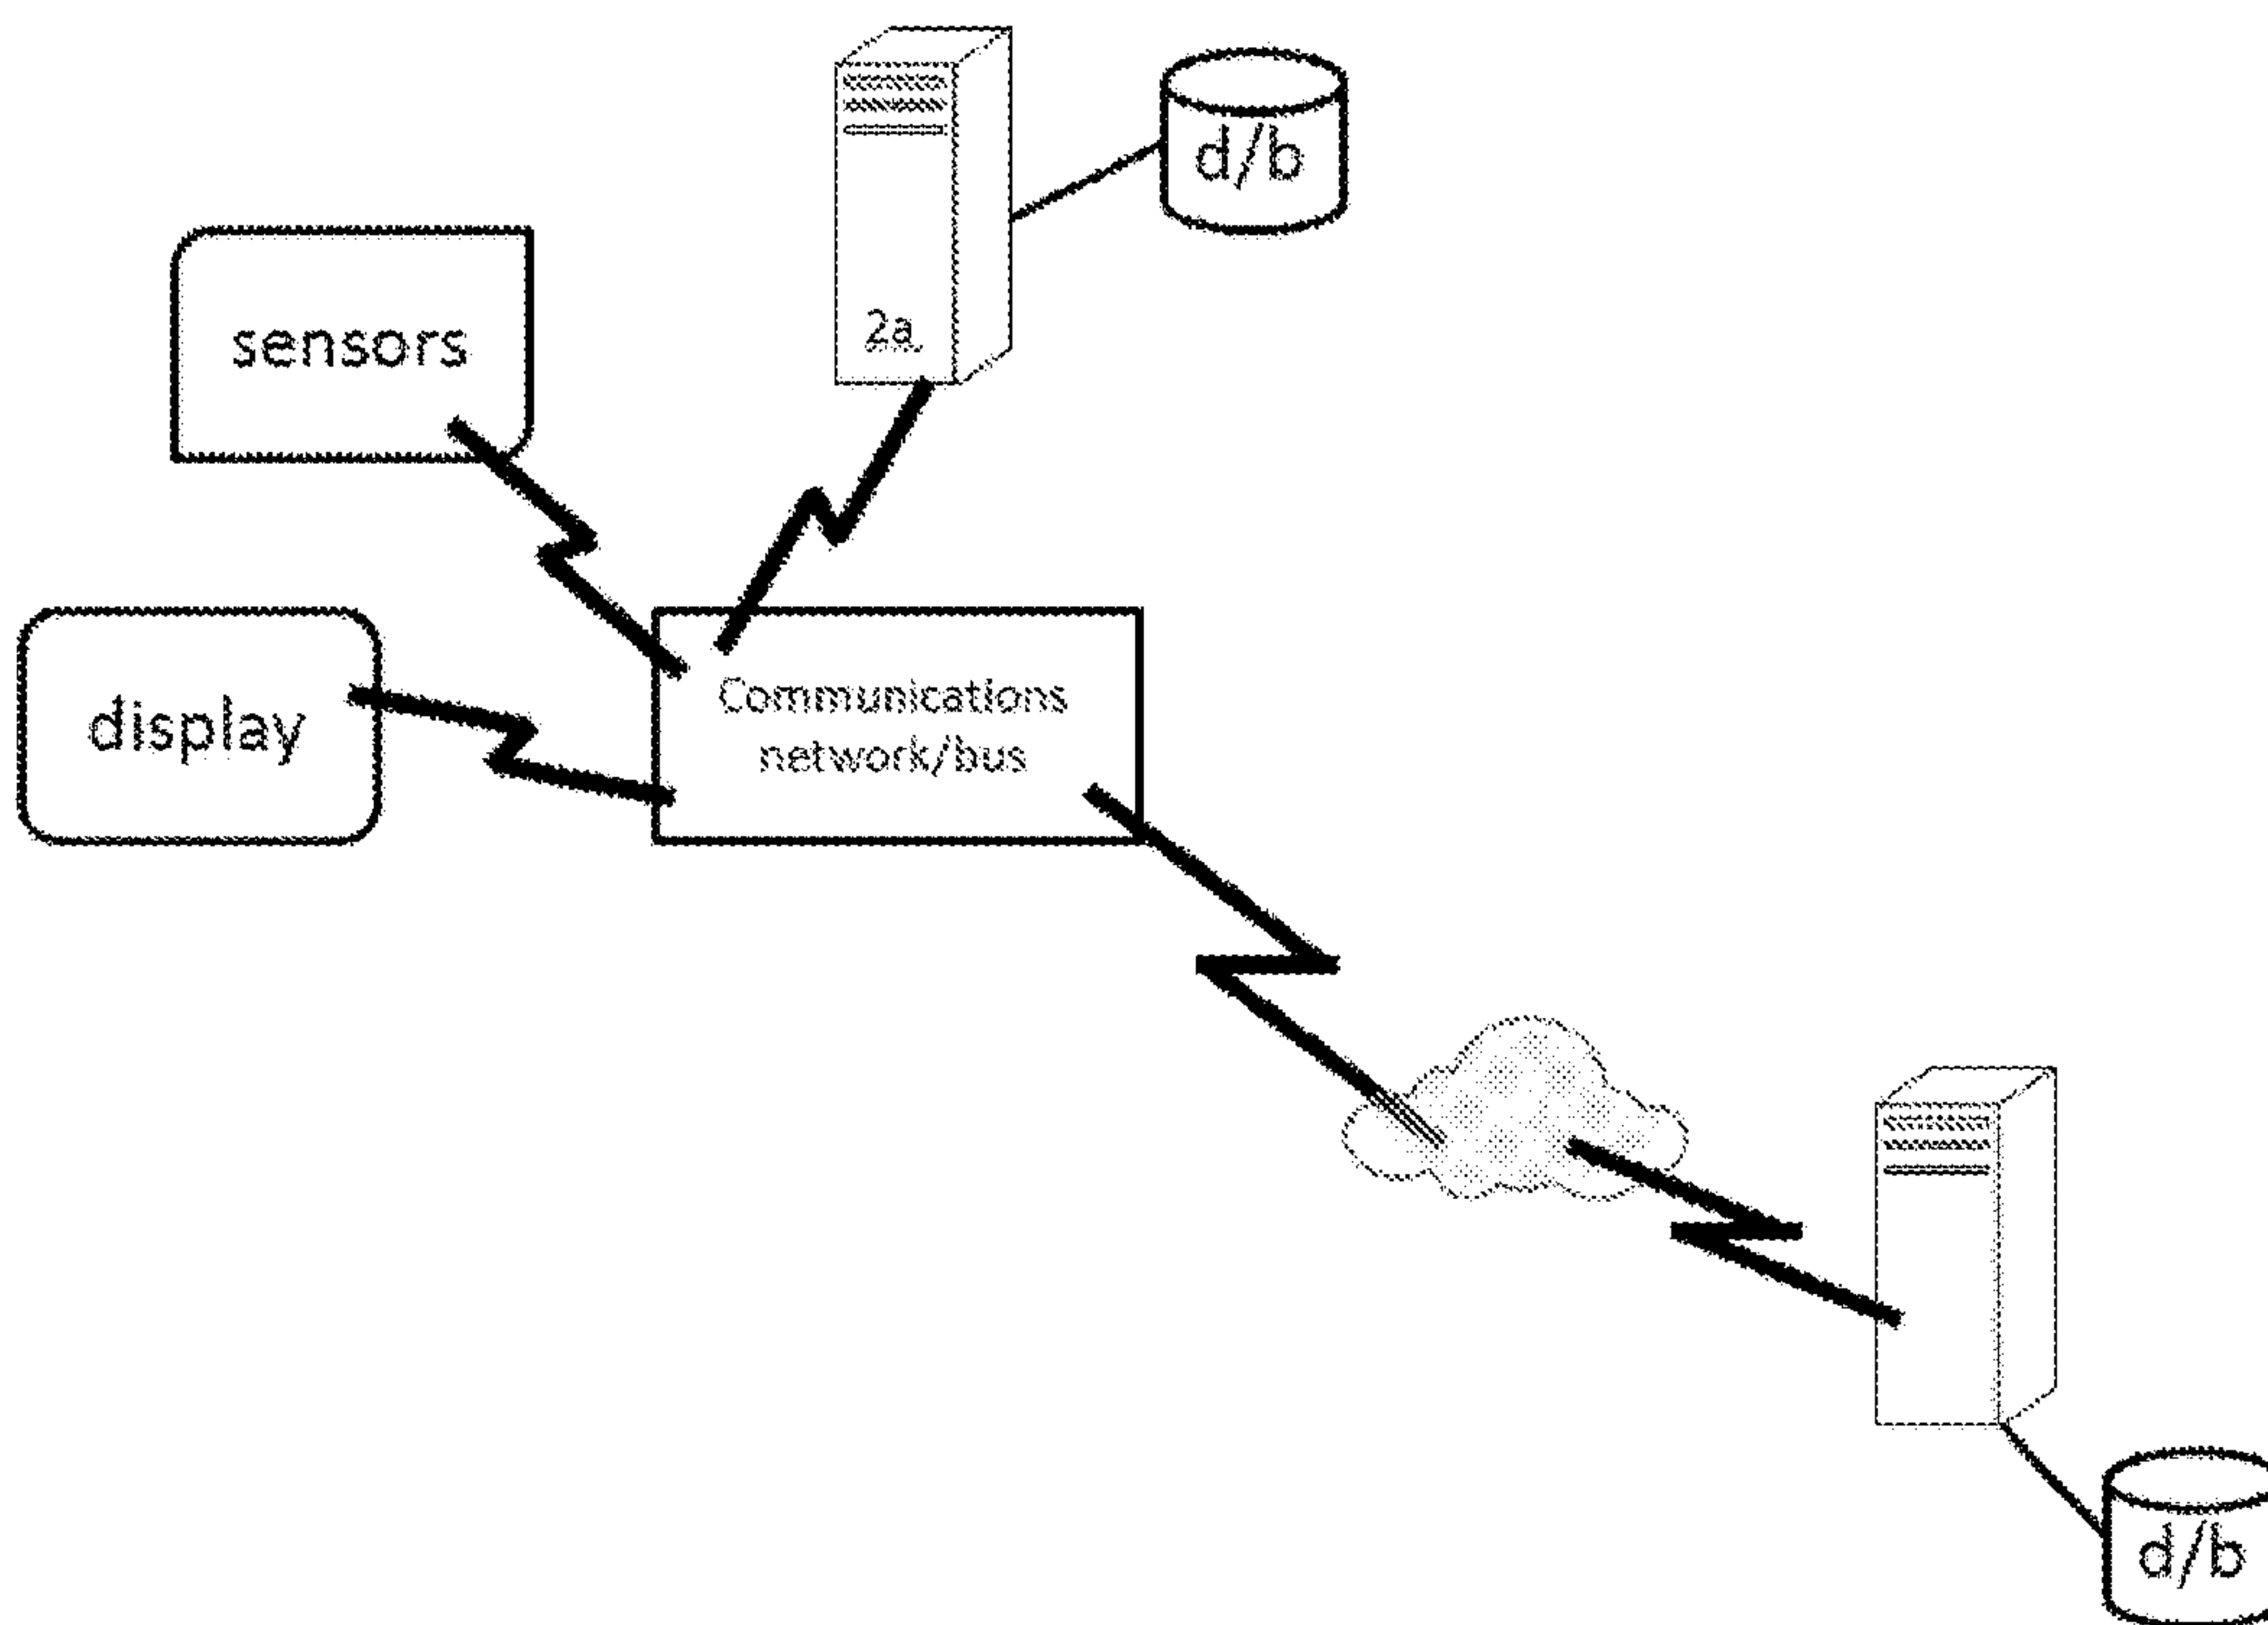 d/b
2a
sensors
Communications
network/bus
display
d/b